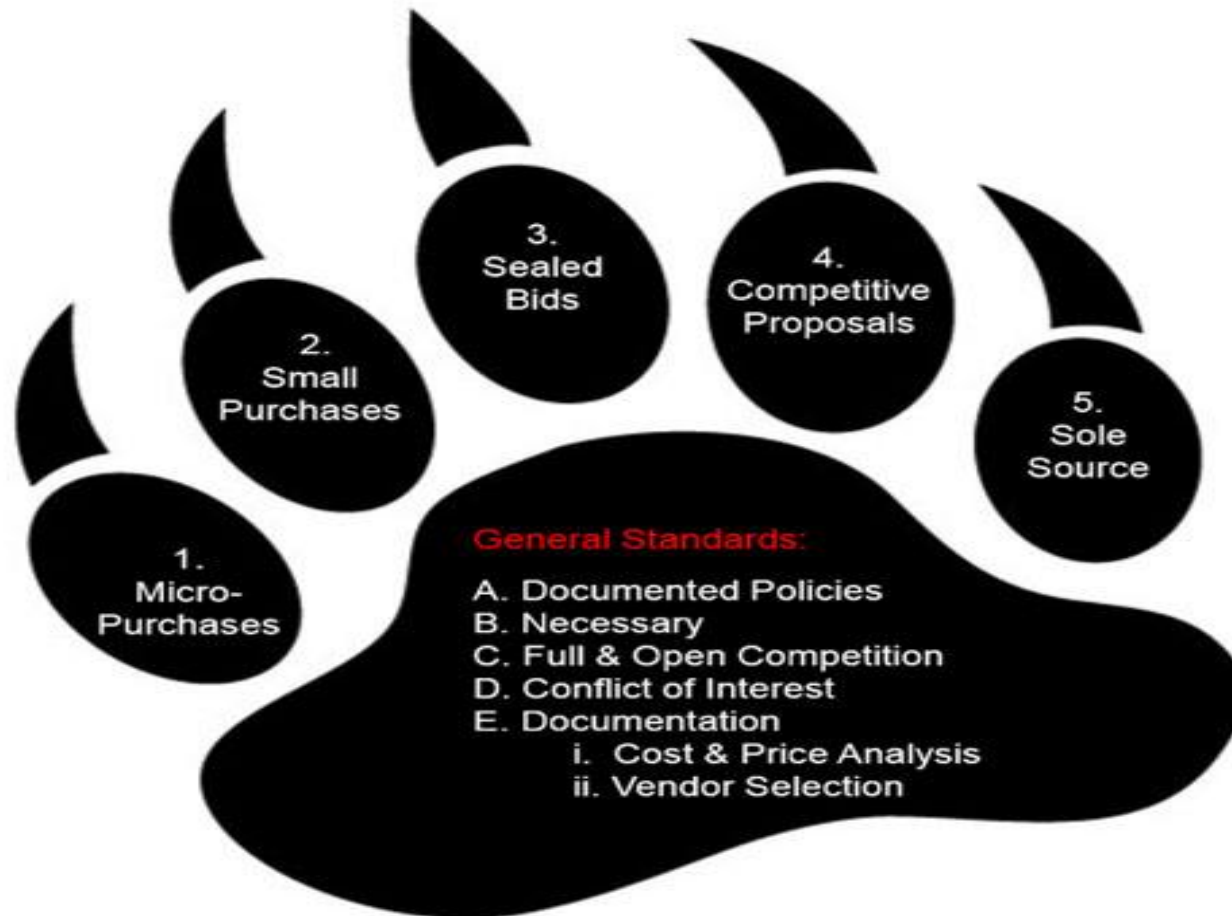 1.
Micro-
Purchases
2.
Small
Purchases
3.
Sealed
Bids
4.
Competitive
Proposals
5.
Sole
Source
General Standards:
A. Documented Policies
B. Necessary
C. Full & Open Competition
D. Conflict of Interest
E. Documentation
i. Cost & Price Analysis
ii. Vendor Selection